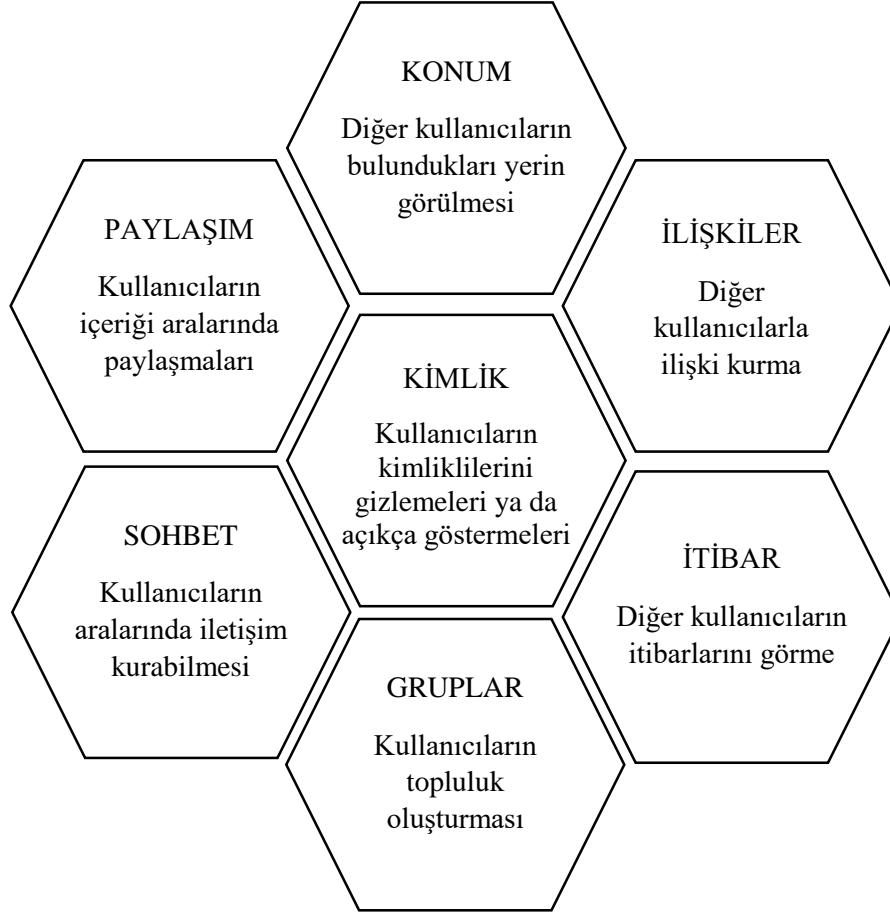 KONUM
Diğer kullanıcıların
bulundukları yerin
görülmesi
PAYLAŞIM
Kullanıcıların
içeriği aralarında
paylaşmaları
İLİŞKİLER
Diğer
kullanıcılarla
ilişki kurma
KİMLİK
Kullanıcıların
kimliklilerini
gizlemeleri ya da
açıkça göstermeleri
SOHBET
Kullanıcıların
aralarında iletişim
kurabilmesi
İTİBAR
Diğer kullanıcıların
itibarlarını görme
GRUPLAR
Kullanıcıların
topluluk
oluşturması